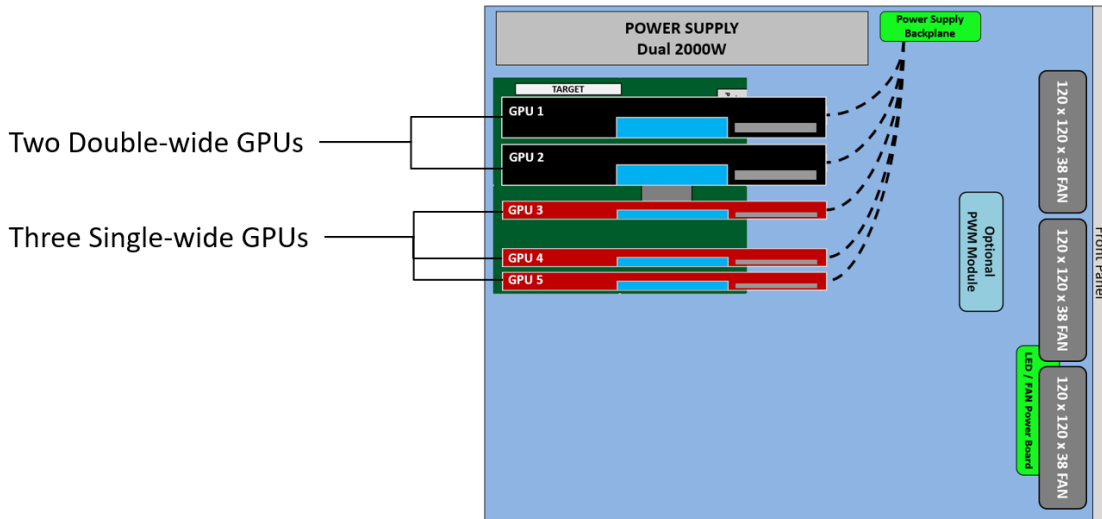 POWER SUPPLY
Dual 2000W
Power Supply
Backplane
TARGET
GPU 1
Two Double-wide GPUs
GPU 2
GPU 3
Three Single-wide GPUs
GPU 4
GPU 5
Optional
PWM Module
120 x 120 x 38 FAN
120 x 120 x 38 FAN
120 x 120 x 38 FAN
LED / FAN Power Board
Front Panel